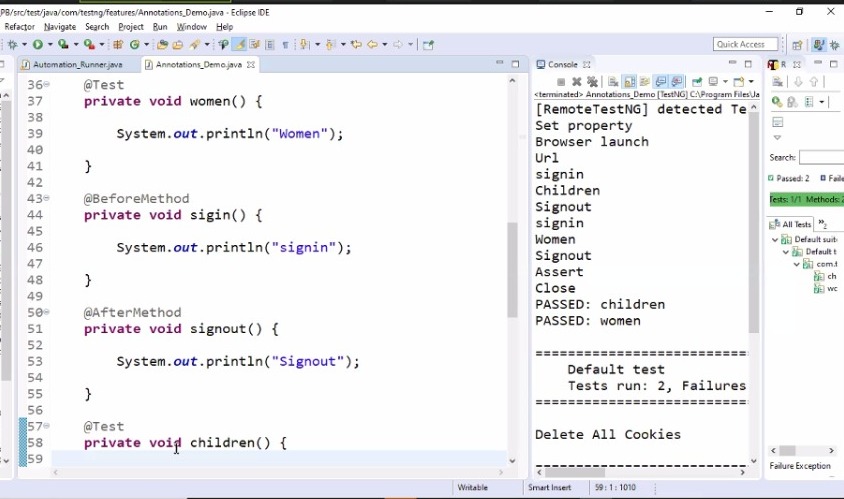 PB/src/test/java/com/testng/features/Annotations_Demo.java - Eclipse IDE
Refactor Navigate Search Project Run Window Help
Quick Access
Automation_Runner.java Annotations_Demo.java
36 @Test
37 private void women() {
38
39 System.out.println("Women");
40
41 }
42
43 @BeforeMethod
44 private void sigin() {
45
46 System.out.println("signin");
47
48 }
49
50 @AfterMethod
51 private void signout() {
52
53 System.out.println("Signout");
54
55 }
56
57 @Test
58 private void children() {
59
Writable Smart Insert 59 : 1 : 1010
Console
<terminated> Annotations_Demo [TestNG] C:\Program Files\Ja
[RemoteTestNG] detected Te
Set property
Browser launch
Url
signin
Children
Signout
signin
Women
Signout
Assert
Close
PASSED: children
PASSED: women
===============================
Default test
Tests run: 2, Failures
===============================
Delete All Cookies
Search:
Passed: 2 Faile
Tests: 1/1 Methods: 2
All Tests
Default suit
Default t
com.t
ch
wc
Failure Exception